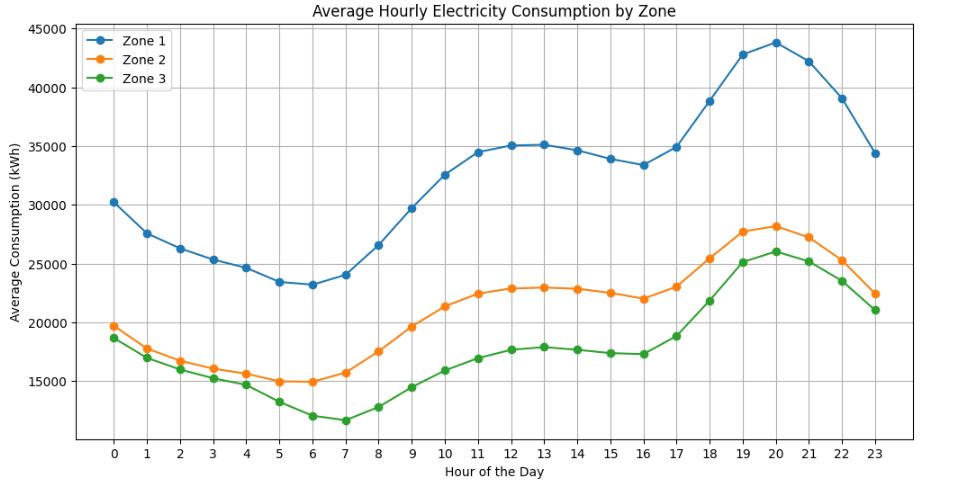 Average Hourly Electricity Consumption by Zone
Zone 1
Zone 2
Zone 3
Average Consumption (kWh)
45000
40000
35000
30000
25000
20000
15000
0 1 2 3 4 5 6 7 8 9 10 11 12 13 14 15 16 17 18 19 20 21 22 23
Hour of the Day